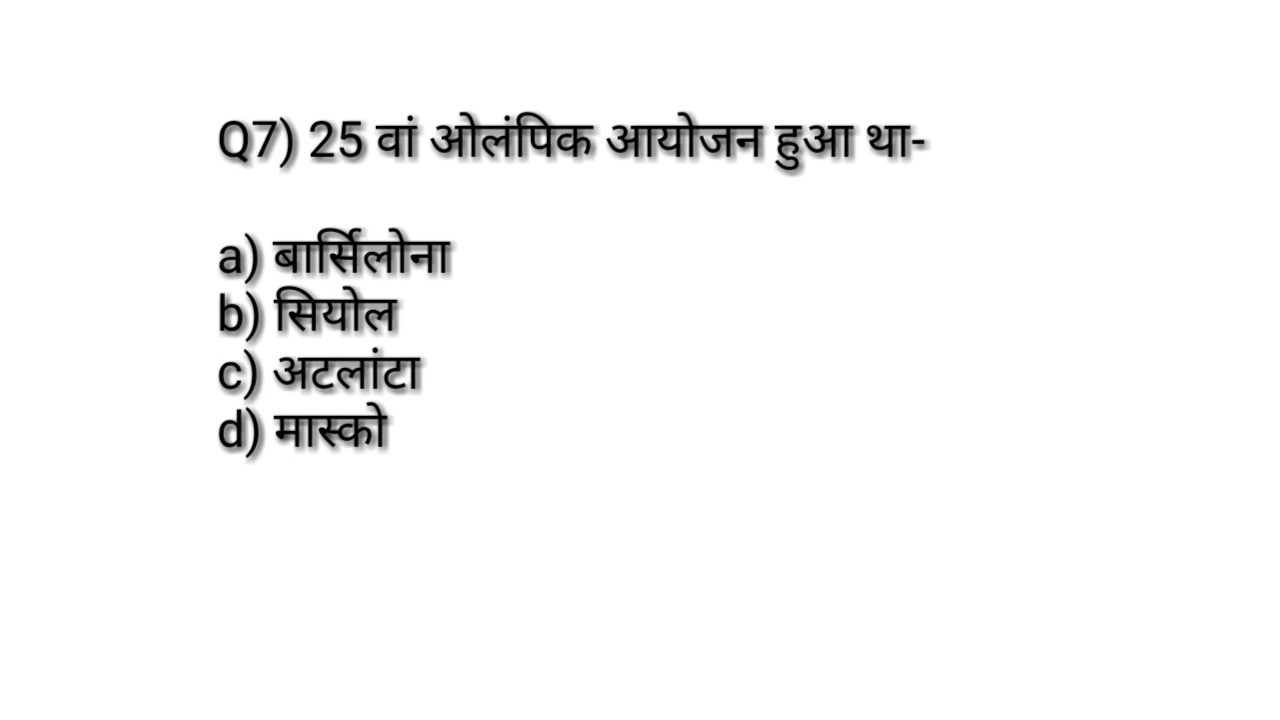 Q7) 25 वां ओलंपिक आयोजन हुआ था-
a) बार्सिलोना
b) सियोल
c) अटलांटा
d) मास्को